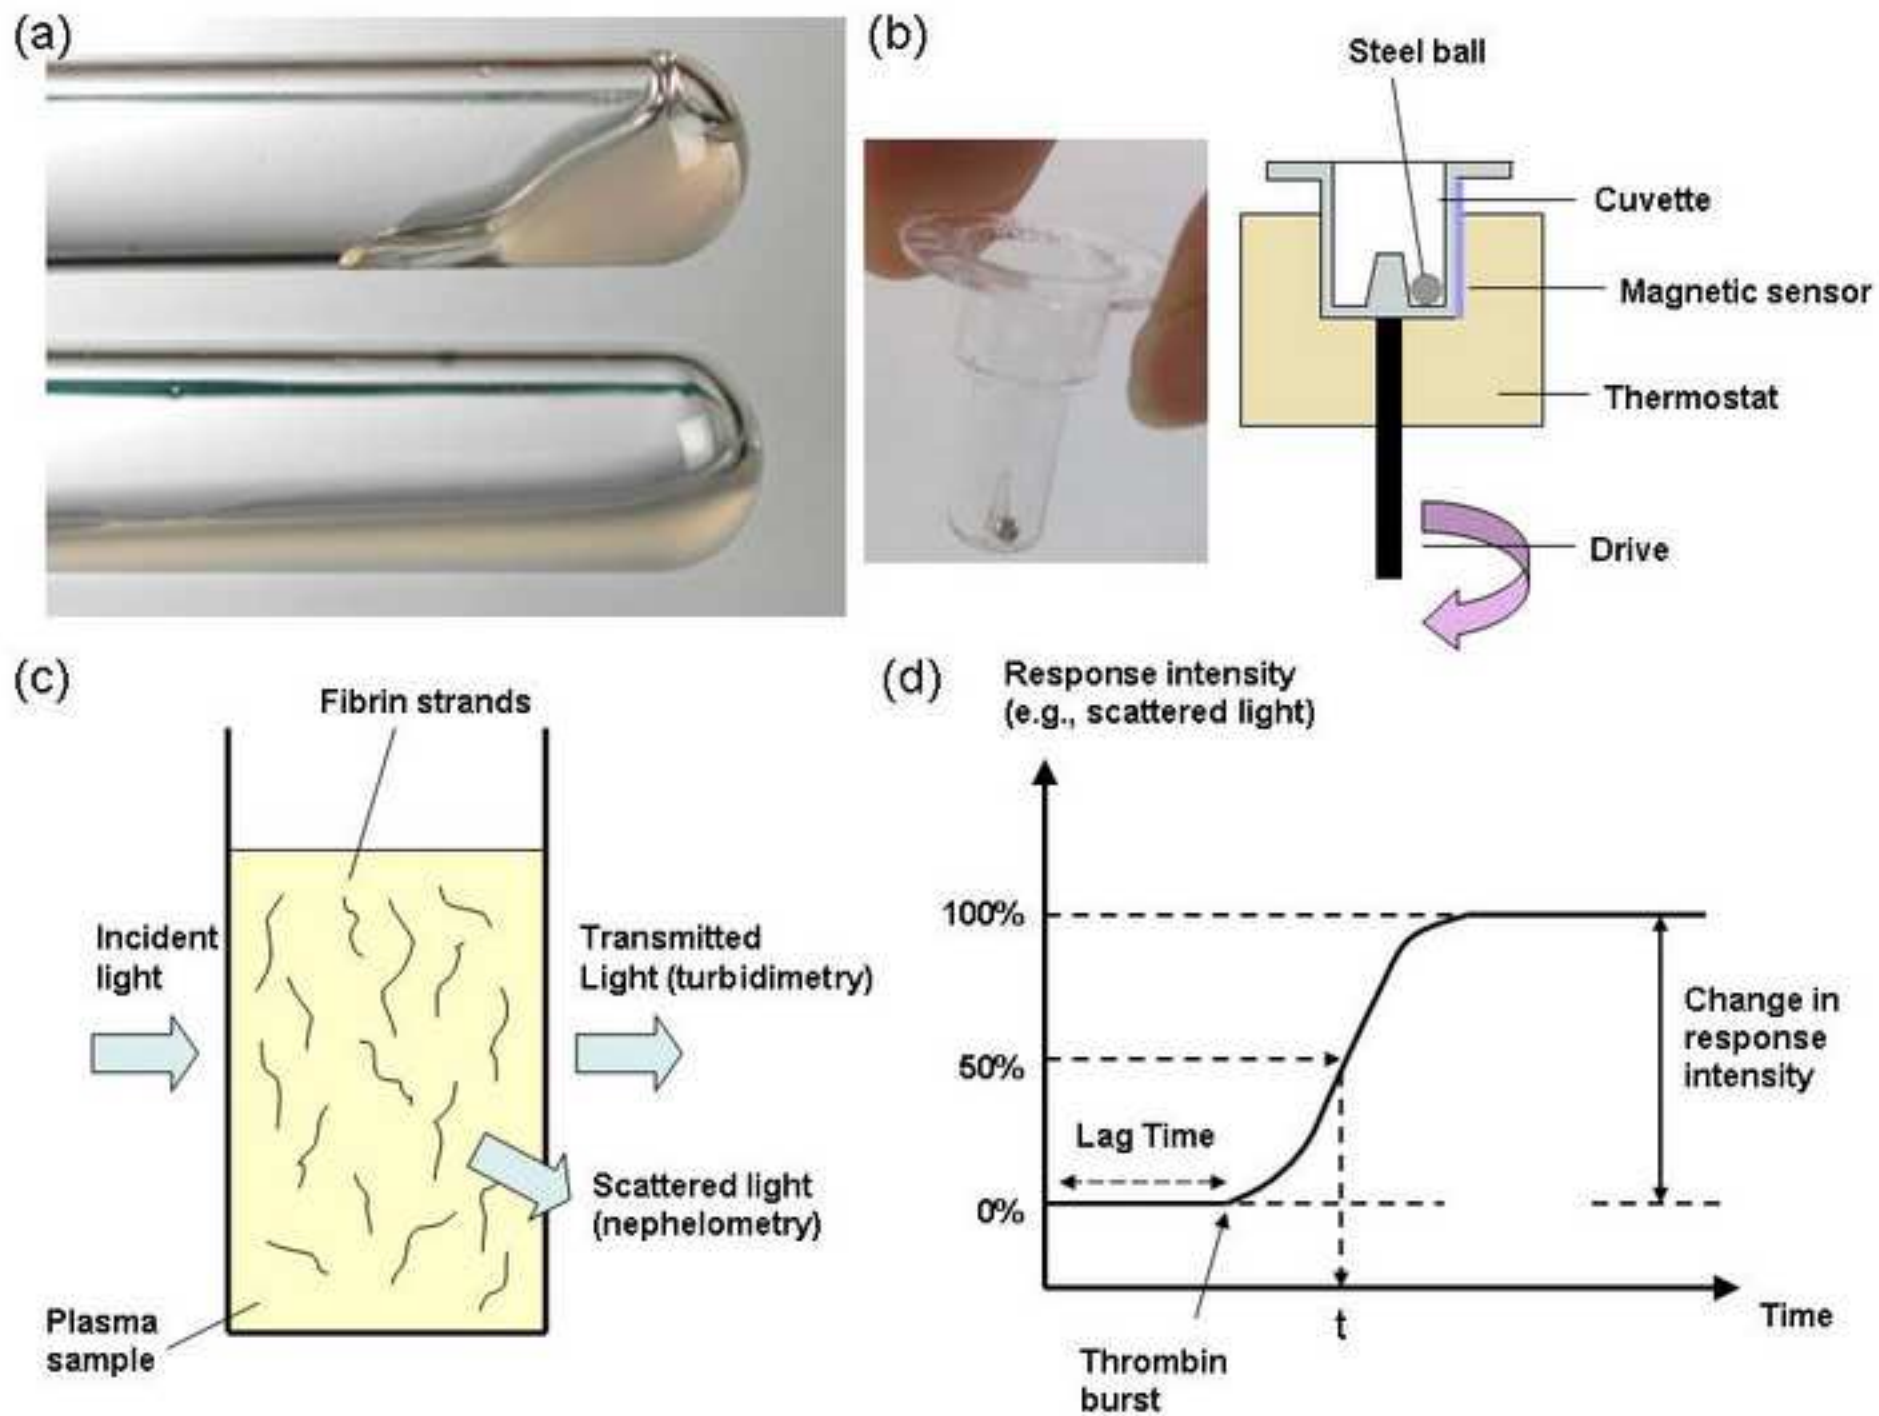 (a)
(b)
Steel ball
Cuvette
Magnetic sensor
Thermostat
Drive
(c)
Fibrin strands
Incident
light
Transmitted
Light (turbidimetry)
Scattered light
(nephelometry)
Plasma
sample
(d)
Response intensity
(e.g., scattered light)
100%
50%
0%
Lag Time
Change in
response
intensity
t
Time
Thrombin
burst